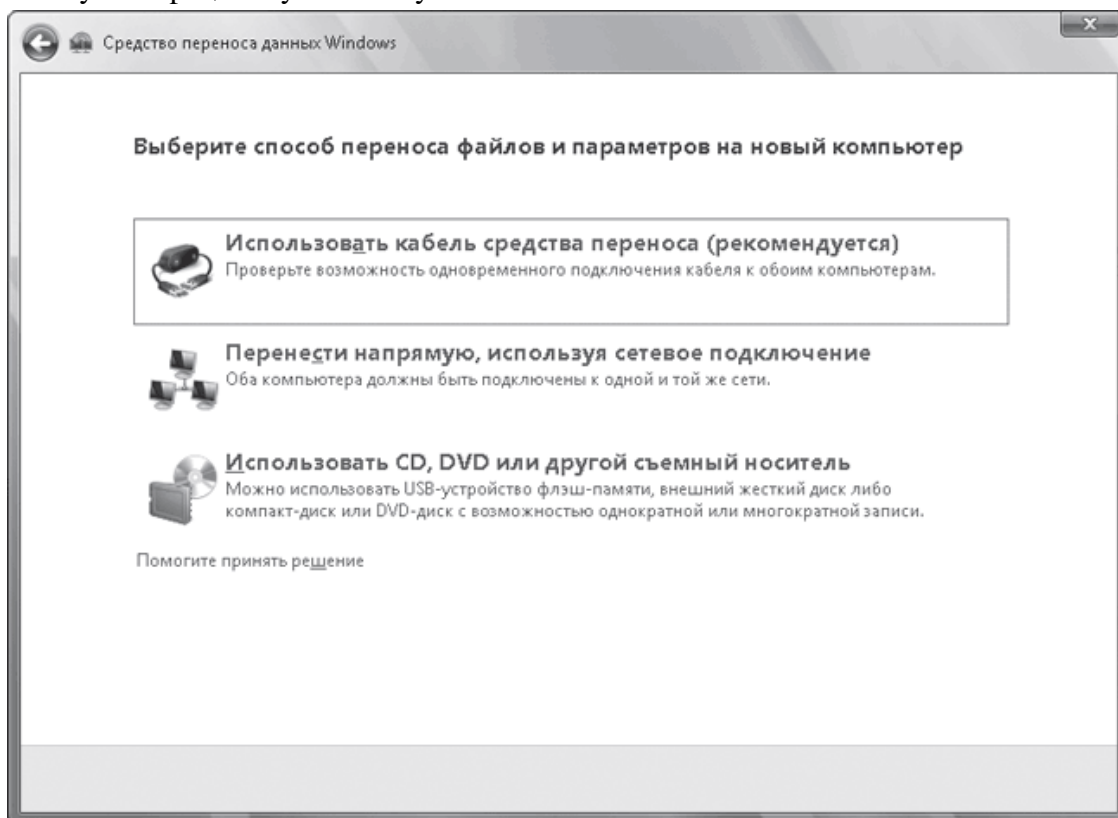 Средство переноса данных Windows
Выберите способ переноса файлов и параметров на новый компьютер
Использовать кабель средства переноса (рекомендуется)
Проверьте возможность одновременного подключения кабеля к обоим компьютерам.
Перенести напрямую, используя сетевое подключение
Оба компьютера должны быть подключены к одной и той же сети.
Использовать CD, DVD или другой съемный носитель
Можно использовать USB-устройство флэш-памяти, внешний жесткий диск либо
компакт-диск или DVD-диск с возможностью однократной или многократной записи.
Помогите принять решение